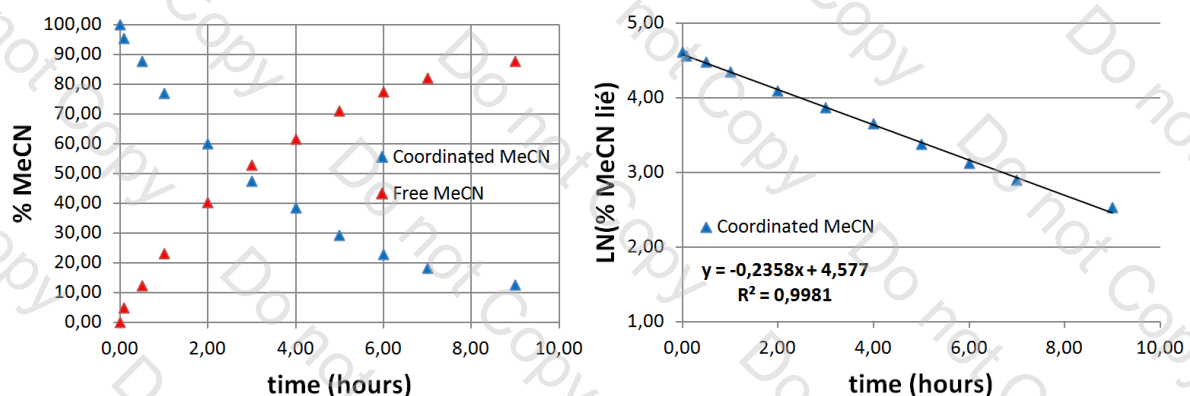 100,00
90,00
80,00
70,00
60,00
50,00
40,00
30,00
20,00
10,00
0,00
% MeCN
Coordinated MeCN
Free MeCN
0,00 2,00 4,00 6,00 8,00 10,00
time (hours)
5,00
4,00
3,00
2,00
1,00
LN(% MeCN lié)
Coordinated MeCN
y = -0,2358x + 4,577
R² = 0,9981
0,00 2,00 4,00 6,00 8,00 10,00
time (hours)
Do not Copy
Do not Copy
Do not Copy
Do not Copy